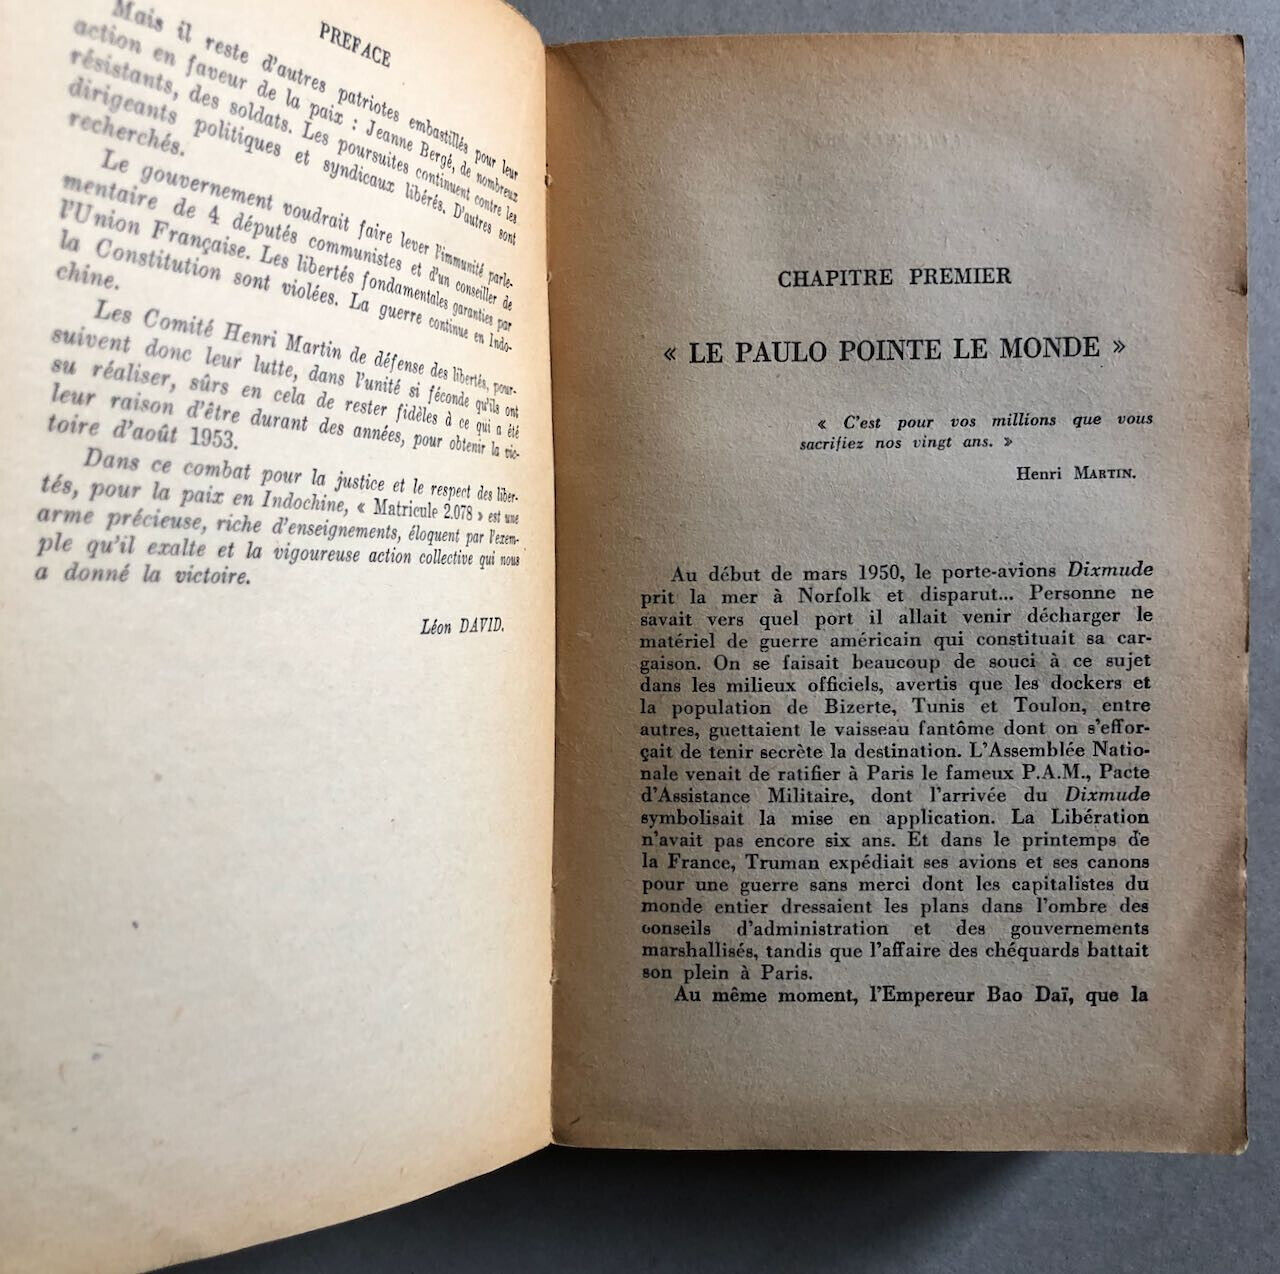 PREFACE
Mais il reste d'autres patriotes embastillés pour leur
action en faveur de la paix : Jeanne Bergé, de nombreux
résistants, des soldats. Les poursuites continuent contre les
dirigeants politiques et syndicaux libérés. D'autres sont
recherchés.
Le gouvernement voudrait faire lever l'immunité parle-
mentaire de 4 députés communistes et d'un conseiller de
l'Union Française. Les libertés fondamentales garanties par
la Constitution sont violées. La guerre continue en Indo-
chine.
Les Comité Henri Martin de défense des libertés, pour-
suivent donc leur lutte, dans l'unité si féconde qu'ils ont
su réaliser, sûrs en cela de rester fidèles à ce qui a été
leur raison d'être durant des années, pour obtenir la vic-
toire d'août 1953.
Dans ce combat pour la justice et le respect des liber-
tés, pour la paix en Indochine, « Matricule 2.078 » est une
arme précieuse, riche d'enseignements, éloquent par l'exem-
ple qu'il exalte et la vigoureuse action collective qui nous
a donné la victoire.
Léon DAVID.
CHAPITRE PREMIER
« LE PAULO POINTE LE MONDE »
« C'est pour vos millions que vous
sacrifiez nos vingt ans. »
Henri MARTIN.
Au début de mars 1950, le porte-avions Dixmude
prit la mer à Norfolk et disparut... Personne ne
savait vers quel port il allait venir décharger le
matériel de guerre américain qui constituait sa car-
gaison. On se faisait beaucoup de souci à ce sujet
dans les milieux officiels, avertis que les dockers et
la population de Bizerte, Tunis et Toulon, entre
autres, guettaient le vaisseau fantôme dont on s'effor-
çait de tenir secrète la destination. L'Assemblée Natio-
nale venait de ratifier à Paris le fameux P.A.M., Pacte
d'Assistance Militaire, dont l'arrivée du Dixmude
symbolisait la mise en application. La Libération
n'avait pas encore six ans. Et dans le printemps de
la France, Truman expédiait ses avions et ses canons
pour une guerre sans merci dont les capitalistes du
monde entier dressaient les plans dans l'ombre des
conseils d'administration et des gouvernements
marshallisés, tandis que l'affaire des chéquards battait
son plein à Paris.
Au même moment, l'Empereur Bao Daï, que la